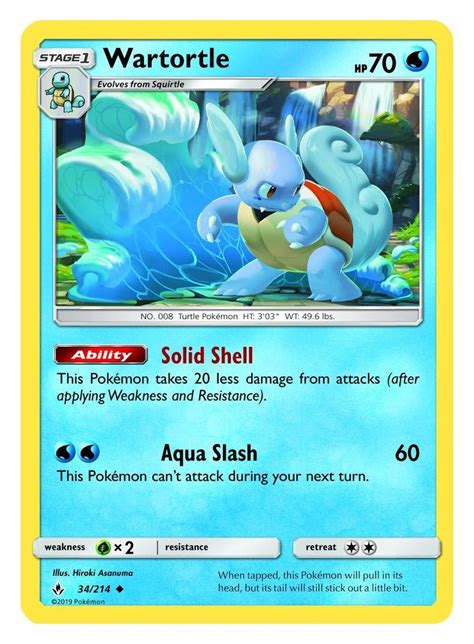 STAGE1 Wartortle HP70
Evolves from Squirtle
NO. 008 Turtle Pokémon HT: 3'03" WT: 49.6 lbs.
Ability Solid Shell
This Pokémon takes 20 less damage from attacks (after
applying Weakness and Resistance).
Aqua Slash 60
This Pokémon can't attack during your next turn.
weakness ×2 resistance retreat
Illus. Hiroki Asanuma
34/214
©2019 Pokémon
When tapped, this Pokémon will pull in its
head, but its tail will still stick out a little bit.